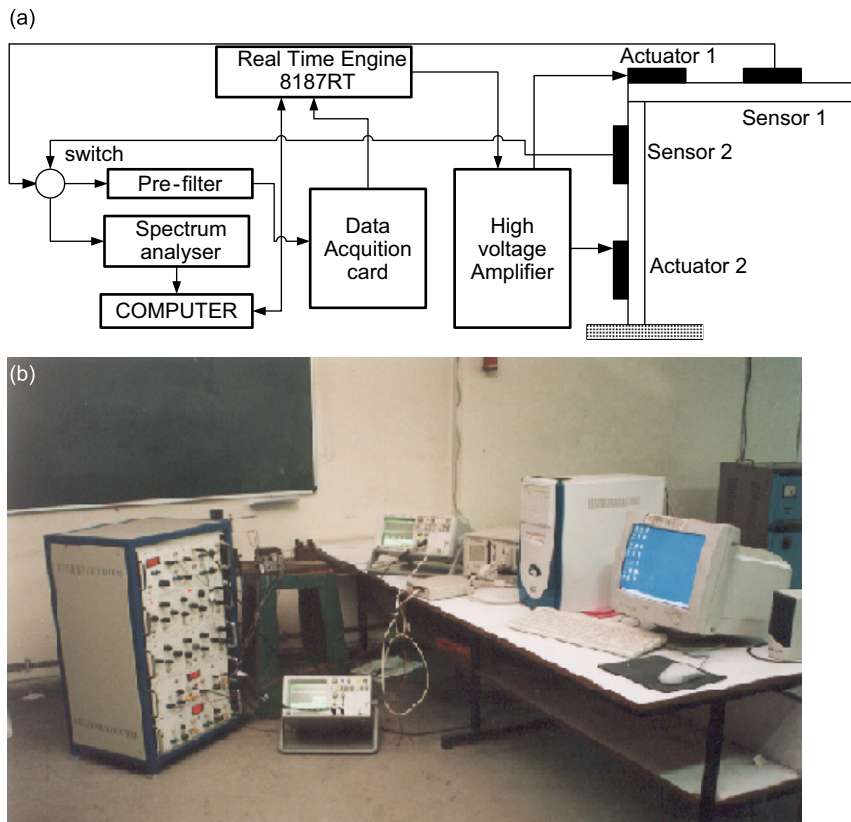 (a)
Real Time Engine
8187RT
Actuator 1
Sensor 1
switch
Sensor 2
Pre-filter
Data
Acquition
card
High
voltage
Amplifier
Spectrum
analyser
Actuator 2
COMPUTER
(b)